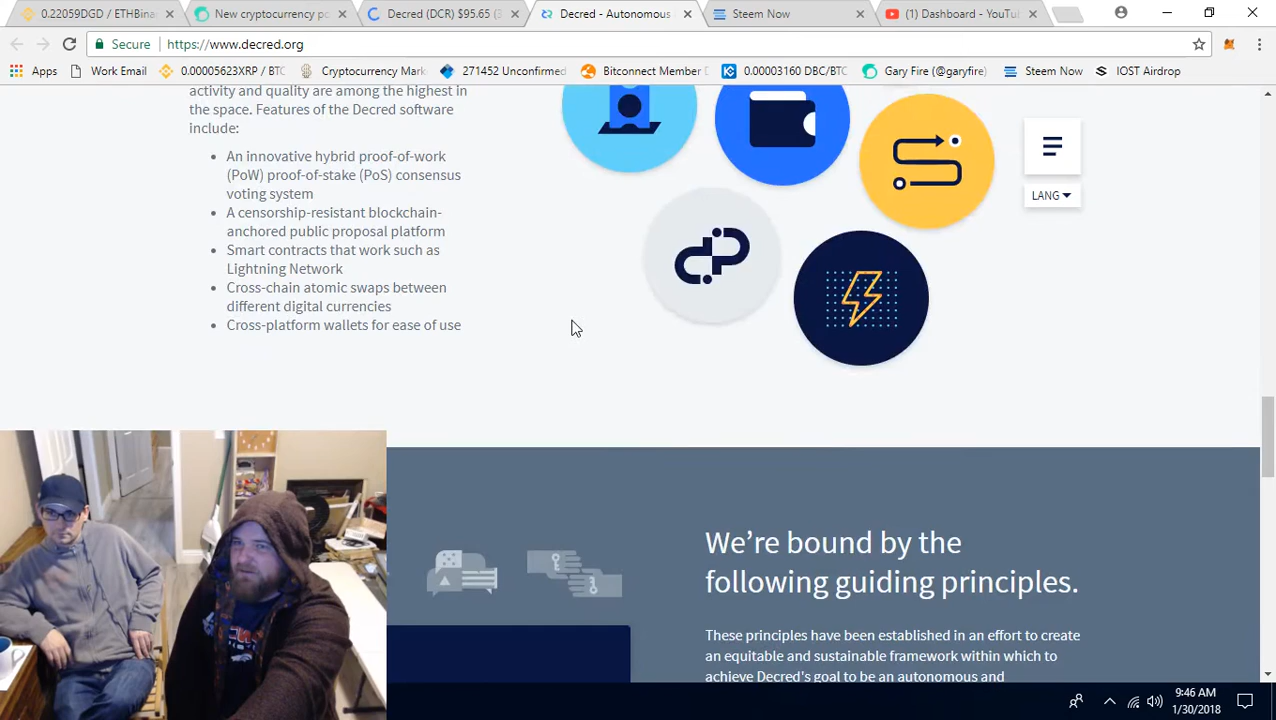 0.22059DGD / ETHBina
New cryptocurrency po
Decred (DCR) $95.65 (3
Decred - Autonomous
Steem Now
(1) Dashboard - YouTu
Secure
https://www.decred.org
Apps
Work Email
0.00005623XRP / BTC
Cryptocurrency Mark
271452 Unconfirmed
Bitconnect Member D
0.00003160 DBC/BTC
Gary Fire (@garyfire)
Steem Now
IOST Airdrop
activity and quality are among the highest in
the space. Features of the Decred software
include:
• An innovative hybrid proof-of-work
(PoW) proof-of-stake (PoS) consensus
voting system
• A censorship-resistant blockchain-
anchored public proposal platform
• Smart contracts that work such as
Lightning Network
• Cross-chain atomic swaps between
different digital currencies
• Cross-platform wallets for ease of use
LANG
We’re bound by the
following guiding principles.
These principles have been established in an effort to create
an equitable and sustainable framework within which to
achieve Decred's goal to be an autonomous and
9:46 AM
1/30/2018